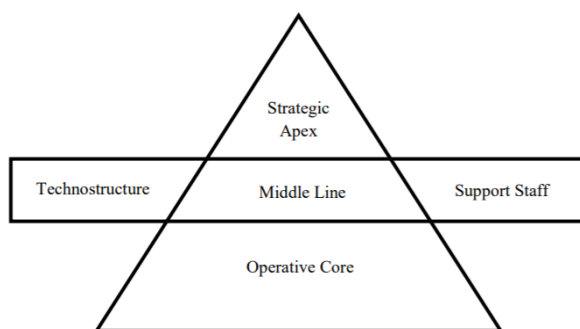 Strategic
Apex
Technostructure
Middle Line
Support Staff
Operative Core